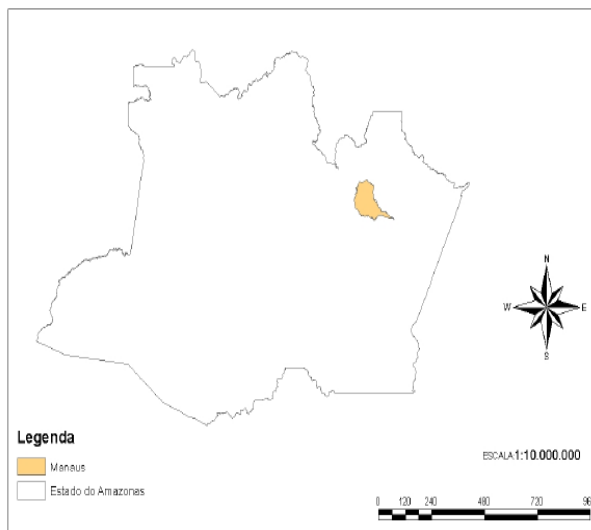 N
W E
S
Legenda
Manaus
Estado do Amazonas
ESCALA 1:10.000.000
0 120 240 480 720 96